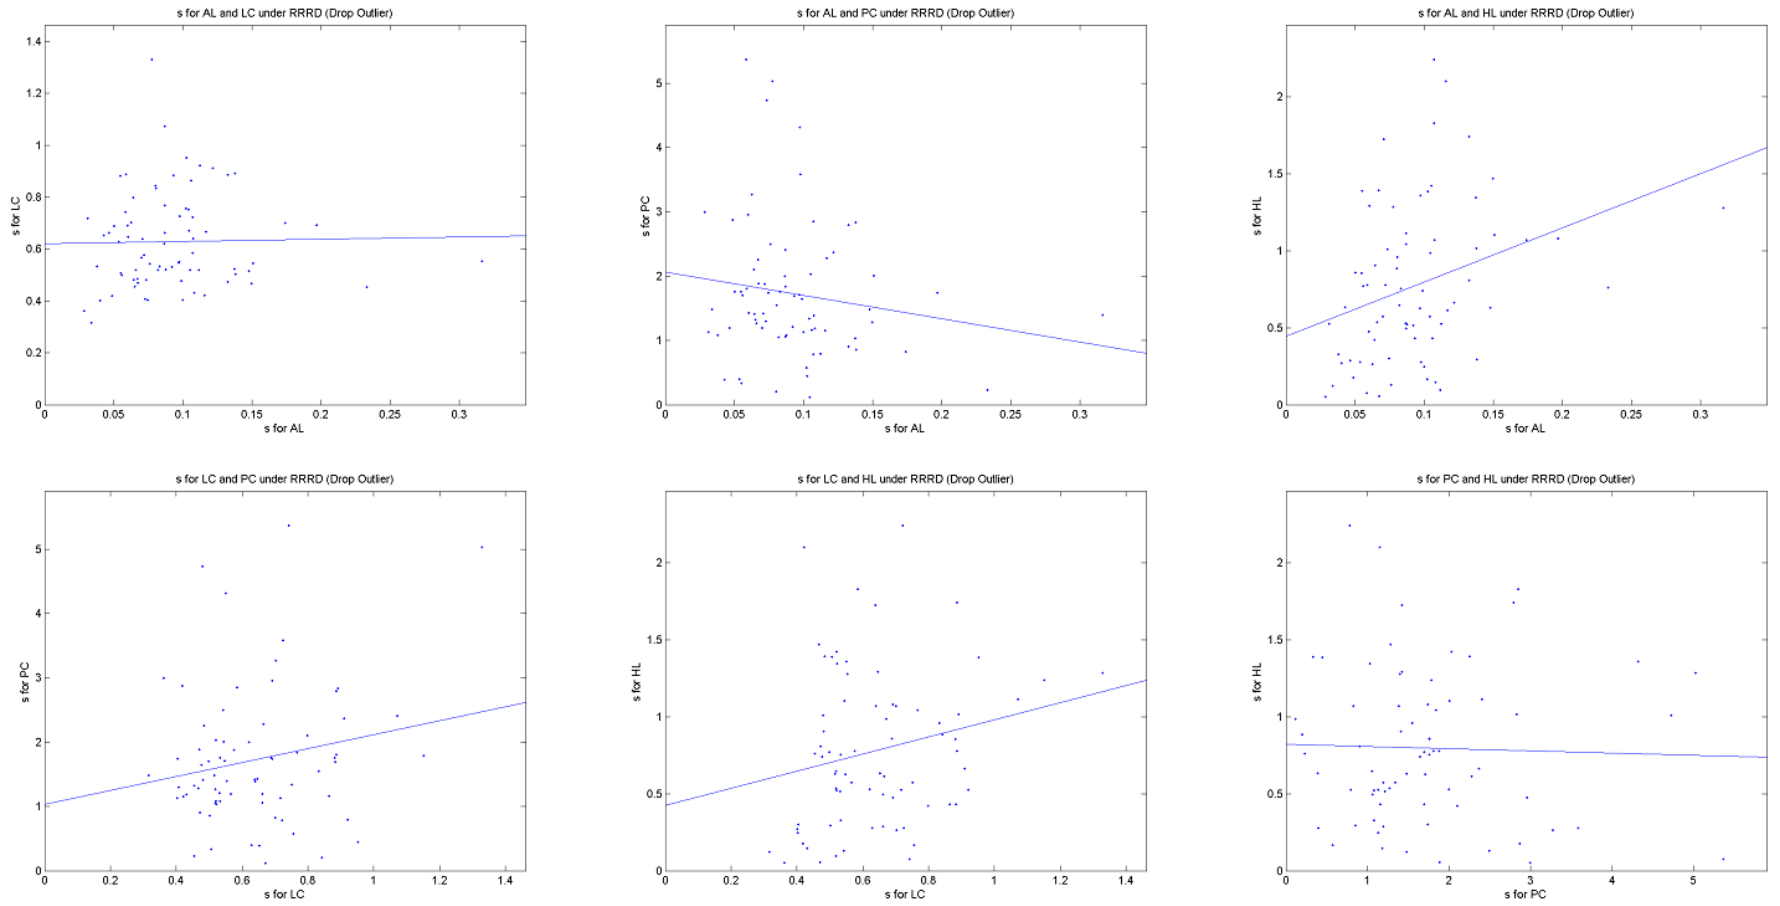 s for AL and LC under RRRD (Drop Outlier)
s for LC
1.4
1.2
1
0.8
0.6
0.4
0.2
0
0 0.05 0.1 0.15 0.2 0.25 0.3
s for AL
s for AL and PC under RRRD (Drop Outlier)
s for PC
5
4
3
2
1
0
0 0.05 0.1 0.15 0.2 0.25 0.3
s for AL
s for AL and HL under RRRD (Drop Outlier)
s for HL
2
1.5
1
0.5
0
0 0.05 0.1 0.15 0.2 0.25 0.3
s for AL
s for LC and PC under RRRD (Drop Outlier)
s for PC
5
4
3
2
1
0
0 0.2 0.4 0.6 0.8 1 1.2 1.4
s for LC
s for LC and HL under RRRD (Drop Outlier)
s for HL
2
1.5
1
0.5
0
0 0.2 0.4 0.6 0.8 1 1.2 1.4
s for LC
s for PC and HL under RRRD (Drop Outlier)
s for HL
2
1.5
1
0.5
0
0 1 2 3 4 5
s for PC